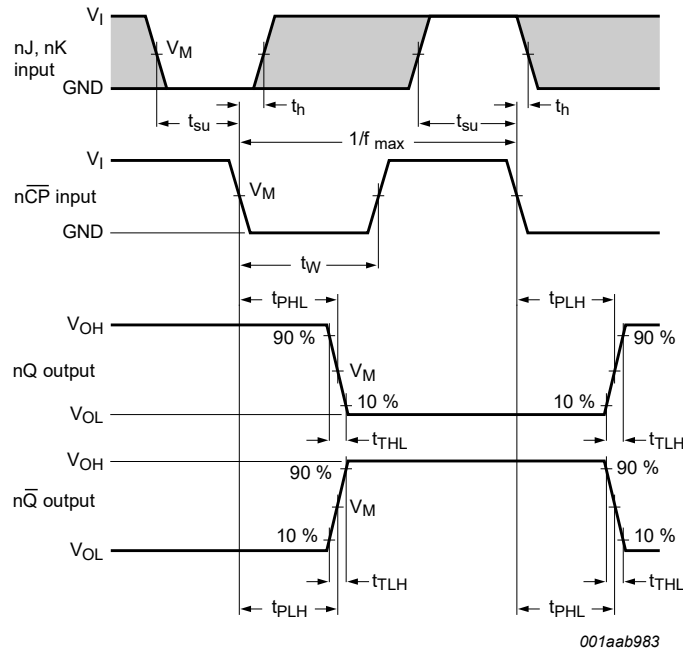 V_I
nJ, nK
input
V_M
GND
t_h
t_h
t_su
t_su
1/f_max
V_I
nC̅P̅ input
V_M
GND
t_W
t_PHL
t_PLH
V_OH
90 %
90 %
nQ output
V_M
10 %
10 %
V_OL
t_THL
t_TLH
V_OH
90 %
90 %
nQ̅ output
V_M
10 %
10 %
V_OL
t_TLH
t_THL
t_PLH
t_PHL
001aab983